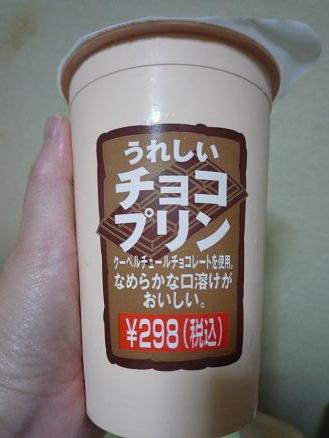 うれしい
チョコ
プリン
クーベルチュールチョコレートを使用。
なめらかな口溶けが
おいしい。
¥298(税込)